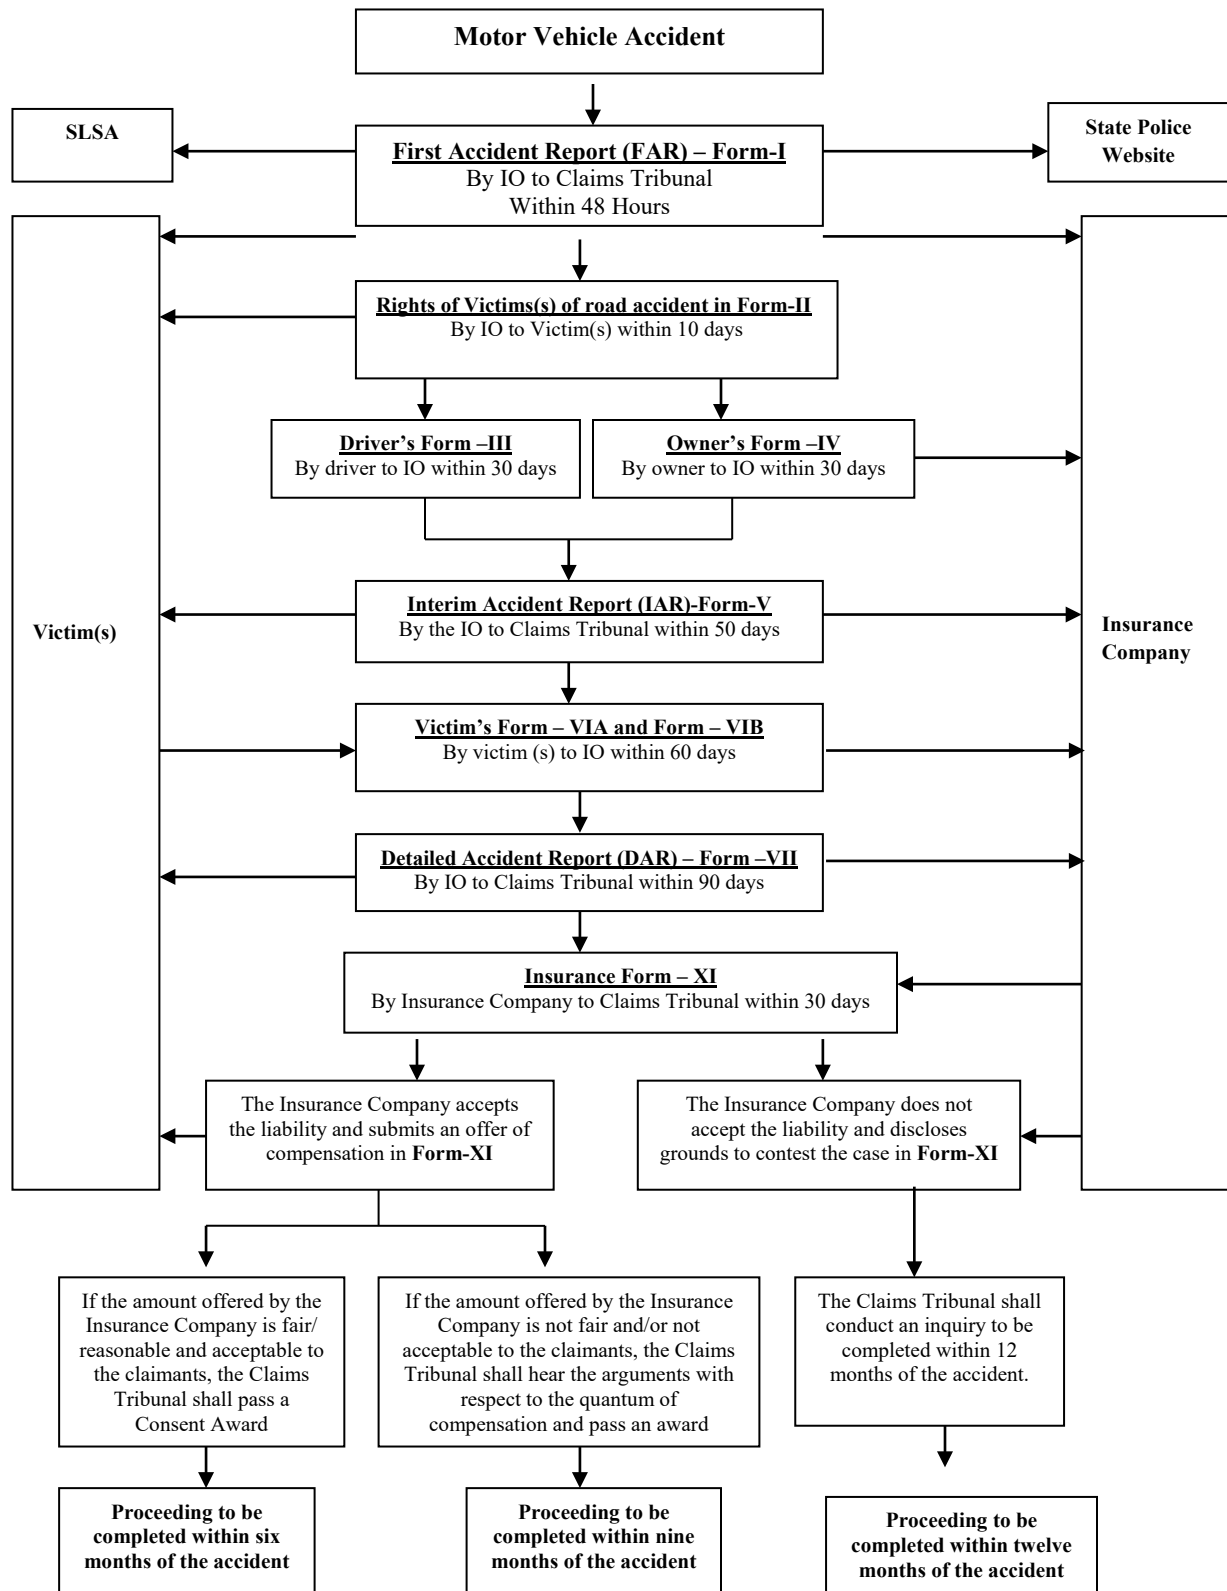 Motor Vehicle Accident
SLSA
State Police
Website
First Accident Report (FAR) – Form-I
By IO to Claims Tribunal
Within 48 Hours
Rights of Victims(s) of road accident in Form-II
By IO to Victim(s) within 10 days
Driver's Form –III
By driver to IO within 30 days
Owner's Form –IV
By owner to IO within 30 days
Interim Accident Report (IAR)-Form-V
By the IO to Claims Tribunal within 50 days
Victim(s)
Insurance
Company
Victim's Form – VIA and Form – VIB
By victim (s) to IO within 60 days
Detailed Accident Report (DAR) – Form –VII
By IO to Claims Tribunal within 90 days
Insurance Form – XI
By Insurance Company to Claims Tribunal within 30 days
The Insurance Company accepts
the liability and submits an offer of
compensation in Form-XI
The Insurance Company does not
accept the liability and discloses
grounds to contest the case in Form-XI
If the amount offered by the
Insurance Company is fair/
reasonable and acceptable to
the claimants, the Claims
Tribunal shall pass a
Consent Award
If the amount offered by the Insurance
Company is not fair and/or not
acceptable to the claimants, the Claims
Tribunal shall hear the arguments with
respect to the quantum of
compensation and pass an award
The Claims Tribunal shall
conduct an inquiry to be
completed within 12
months of the accident.
Proceeding to be
completed within six
months of the accident
Proceeding to be
completed within nine
months of the accident
Proceeding to be
completed within twelve
months of the accident